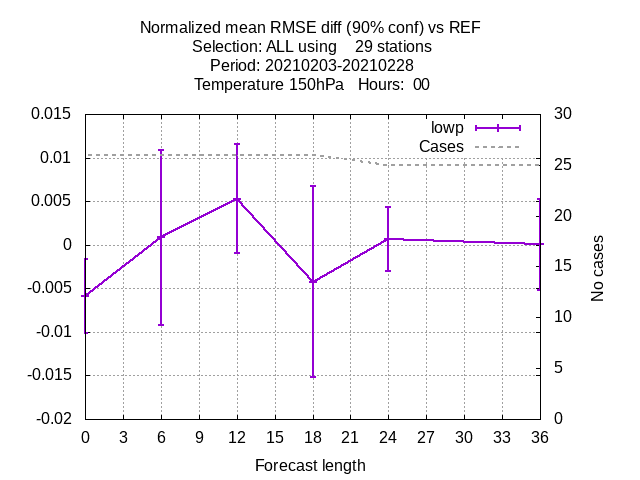 Normalized mean RMSE diff (90% conf) vs REF
Selection: ALL using    29 stations
Period: 20210203-20210228
Temperature 150hPa   Hours:  00
0.015
0.01
0.005
0
-0.005
-0.01
-0.015
-0.02
lowp
Cases
30
25
20
15
10
5
0
No cases
0 3 6 9 12 15 18 21 24 27 30 33 36
Forecast length